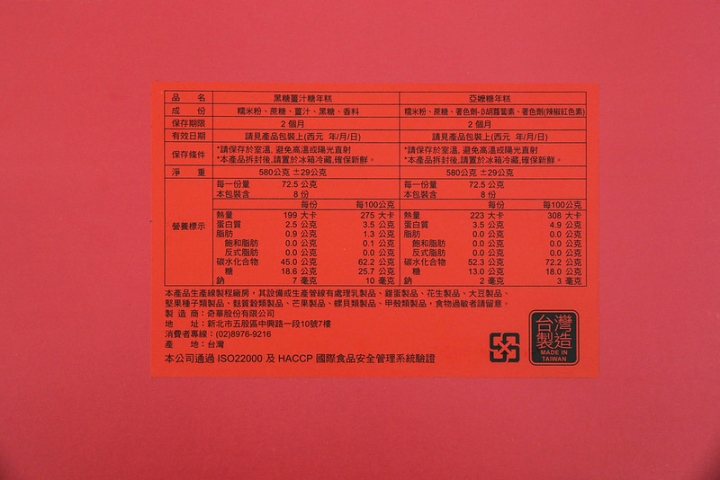 品 名 黑糖薑汁糖年糕 亞嬤糖年糕
成 份 糯米粉、蔗糖、薑汁、黑糖、香料 糯米粉、蔗糖、著色劑-β胡蘿蔔素、著色劑(辣椒紅色素)
保存期限 2 個月 2 個月
有效日期 請見產品包裝上(西元 年/月/日) 請見產品包裝上(西元 年/月/日)
保存條件 *請保存於室溫, 避免高溫或陽光直射 *請保存於室溫, 避免高溫或陽光直射
*本產品拆封後,請置於冰箱冷藏,確保新鮮。 *本產品拆封後,請置於冰箱冷藏,確保新鮮。
淨 重 580公克 ±29公克 580公克 ±29公克
營養標示
每一份量 72.5 公克 每一份量 72.5 公克
本包裝含 8 份 本包裝含 8 份
每份 每100公克 每份 每100公克
熱量 199 大卡 275 大卡 熱量 223 大卡 308 大卡
蛋白質 2.5 公克 3.5 公克 蛋白質 3.5 公克 4.9 公克
脂肪 0.9 公克 1.3 公克 脂肪 0.0 公克 0.0 公克
飽和脂肪 0.0 公克 0.1 公克 飽和脂肪 0.0 公克 0.0 公克
反式脂肪 0.0 公克 0.0 公克 反式脂肪 0.0 公克 0.0 公克
碳水化合物 45.0 公克 62.2 公克 碳水化合物 52.3 公克 72.2 公克
糖 18.6 公克 25.7 公克 糖 13.0 公克 18.0 公克
鈉 7 毫克 10 毫克 鈉 2 毫克 3 毫克
本產品生產線製程廠房，其設備或生產管線有處理乳製品、雞蛋製品、花生製品、大豆製品、
堅果種子類製品、麩質穀類製品、芒果製品、螺貝類製品、甲殼類製品，食物過敏者請留意。
製 造 商：奇華股份有限公司
地 址：新北市五股區中興路一段10號7樓
消費者專線：(02)8976-9216
產 地：台灣
本公司通過 ISO22000 及 HACCP 國際食品安全管理系統驗證
台灣
製造
MADE IN
TAIWAN